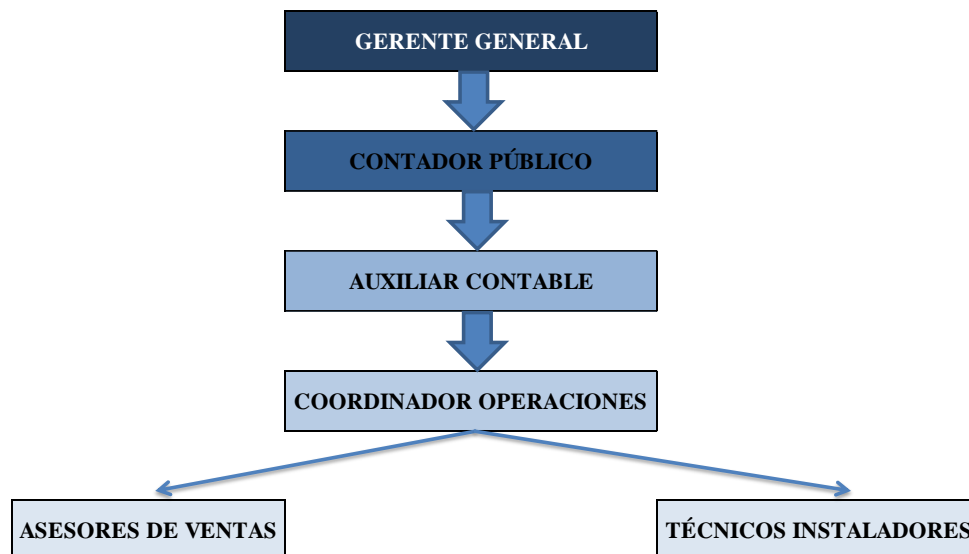 GERENTE GENERAL
CONTADOR PÚBLICO
AUXILIAR CONTABLE
COORDINADOR OPERACIONES
ASESORES DE VENTAS
TÉCNICOS INSTALADORES